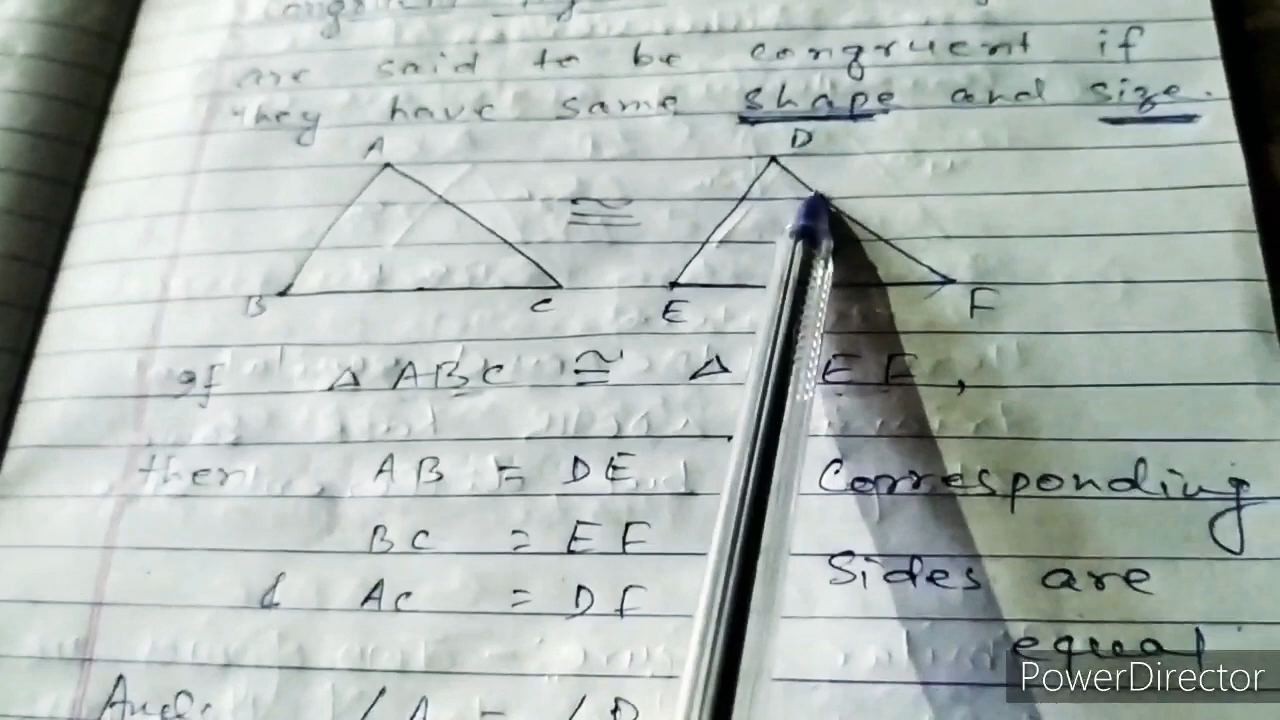 are said to be congruent if
they have same shape and size.
A D
≅
B C E F
If Δ ABC ≅ Δ EF,
then, AB = DE Corresponding
BC = EF
& AC = DF Sides are
equal
∠A = ∠D
PowerDirector